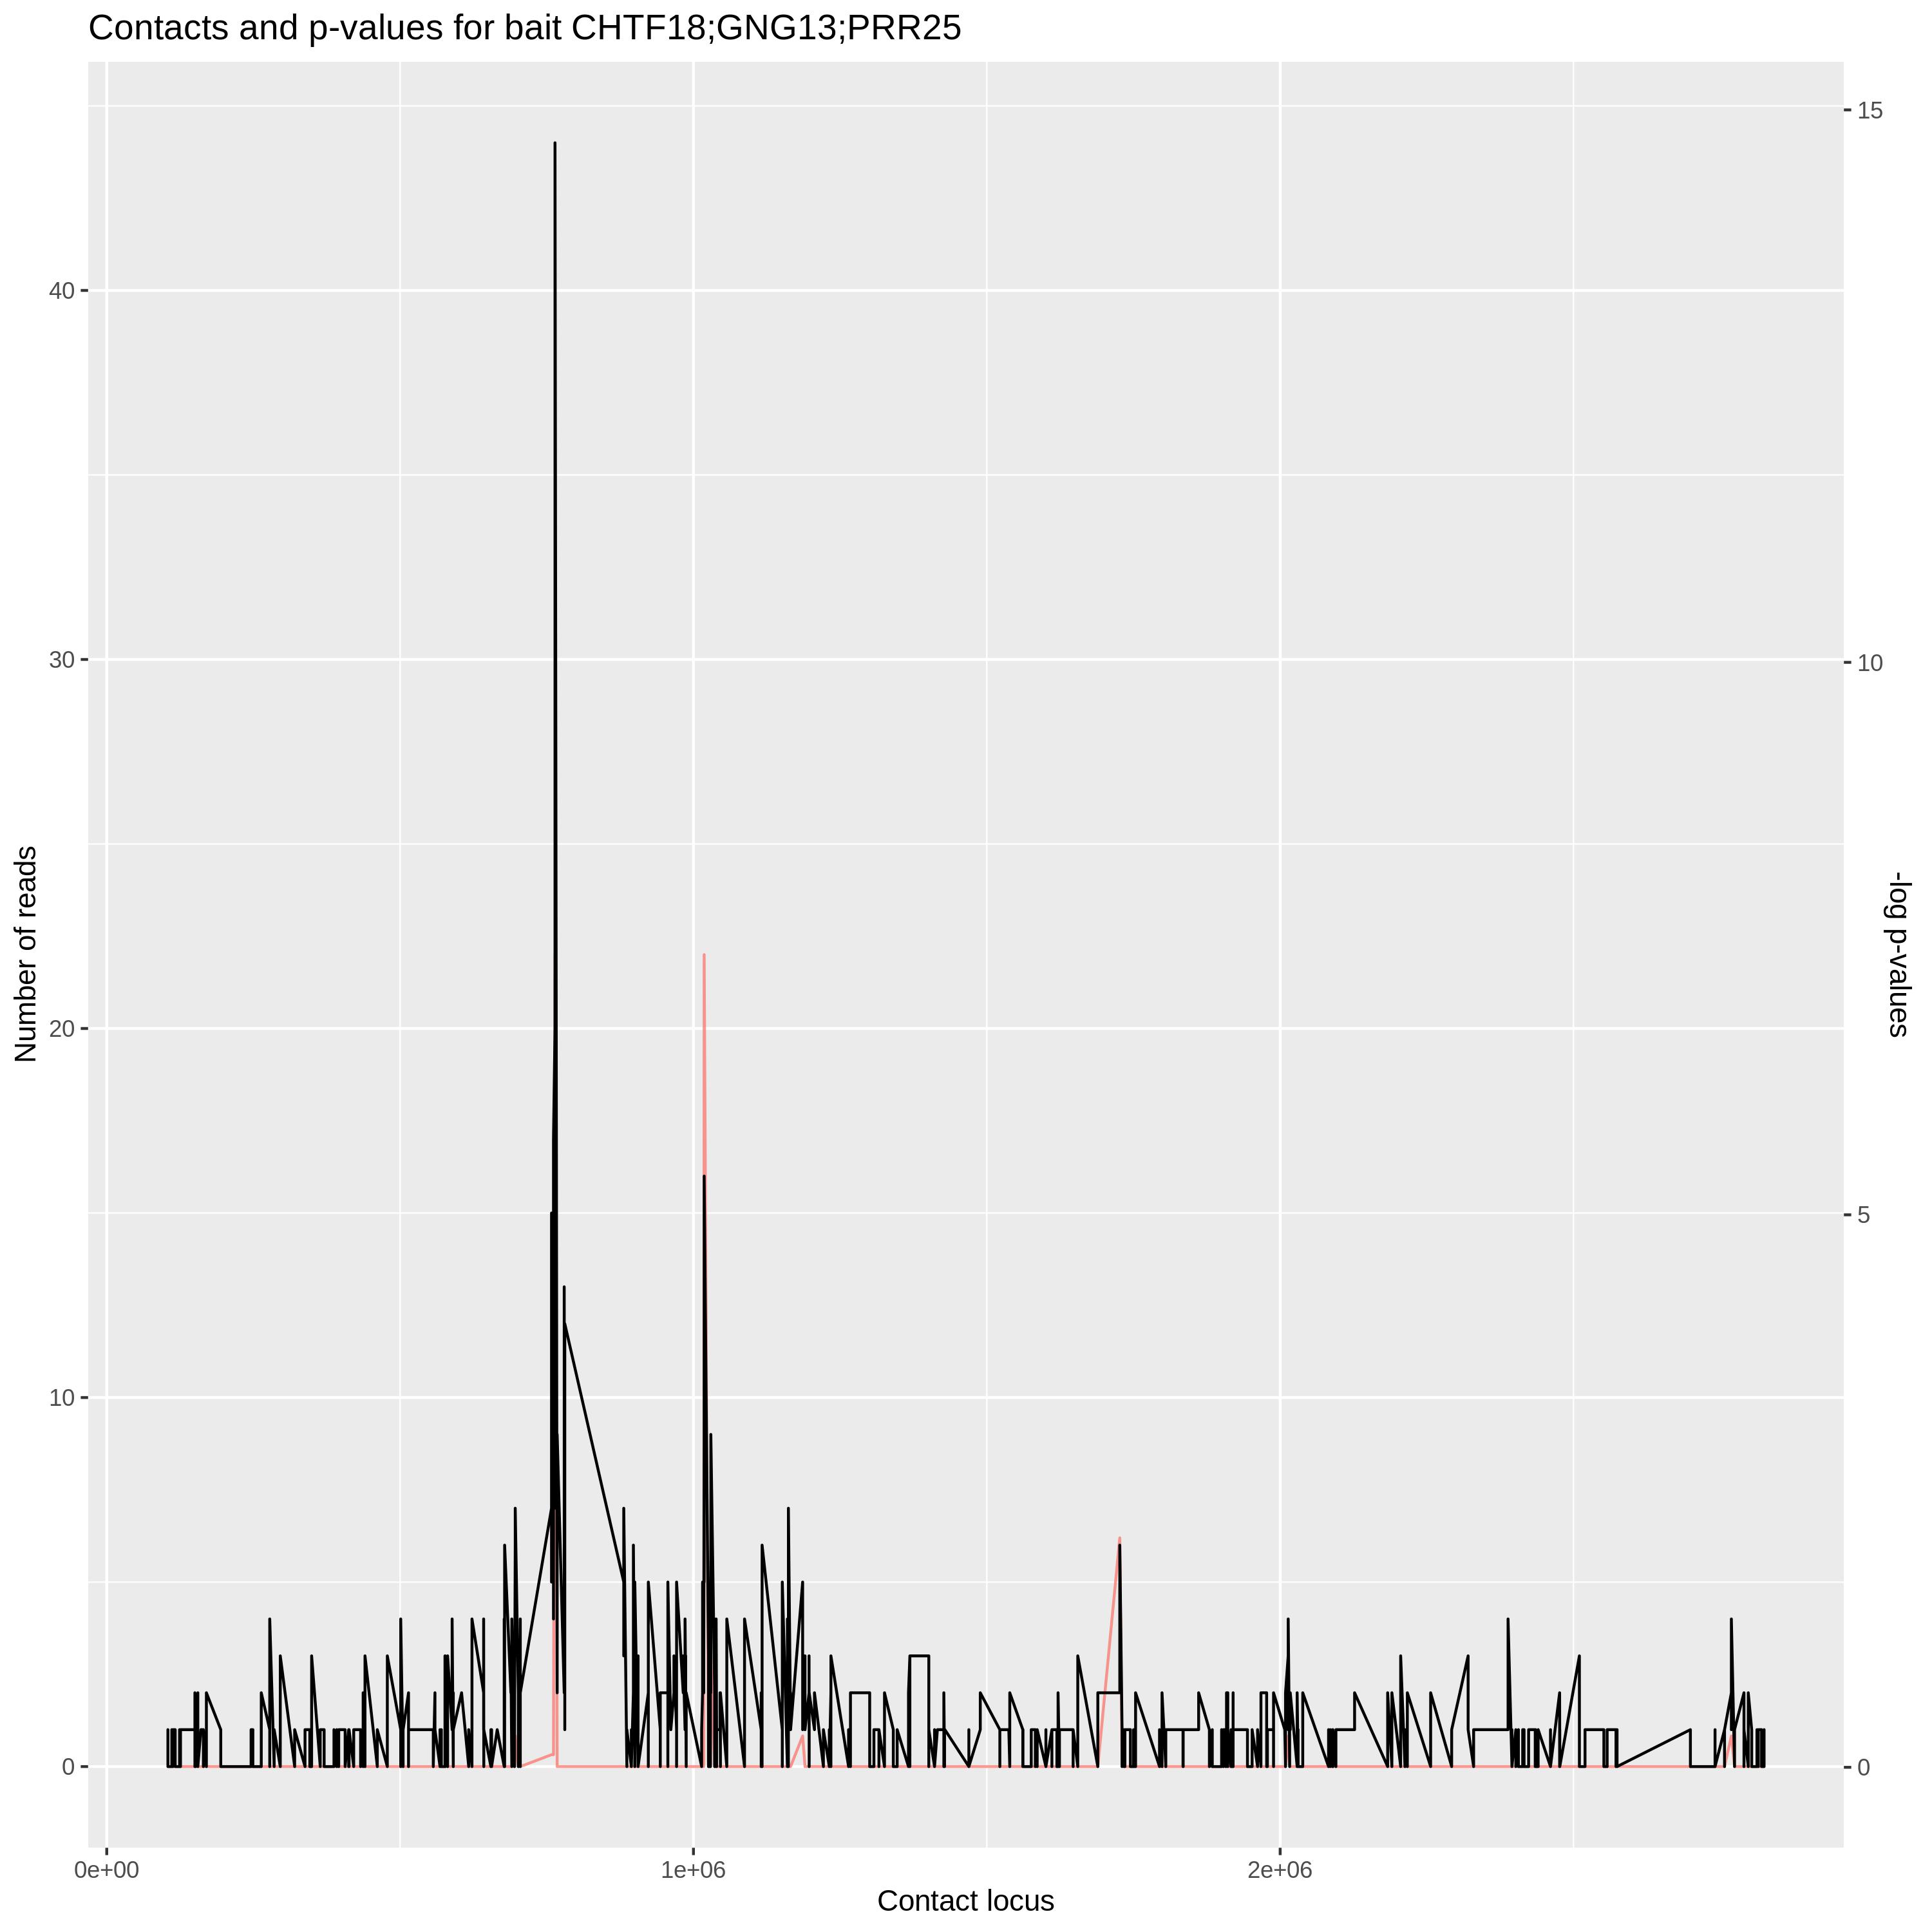 Contacts and p-values for bait CHTF18;GNG13;PRR25
40
30
20
10
0
Number of reads
15
10
5
0
-log p-values
0e+00
1e+06
2e+06
Contact locus